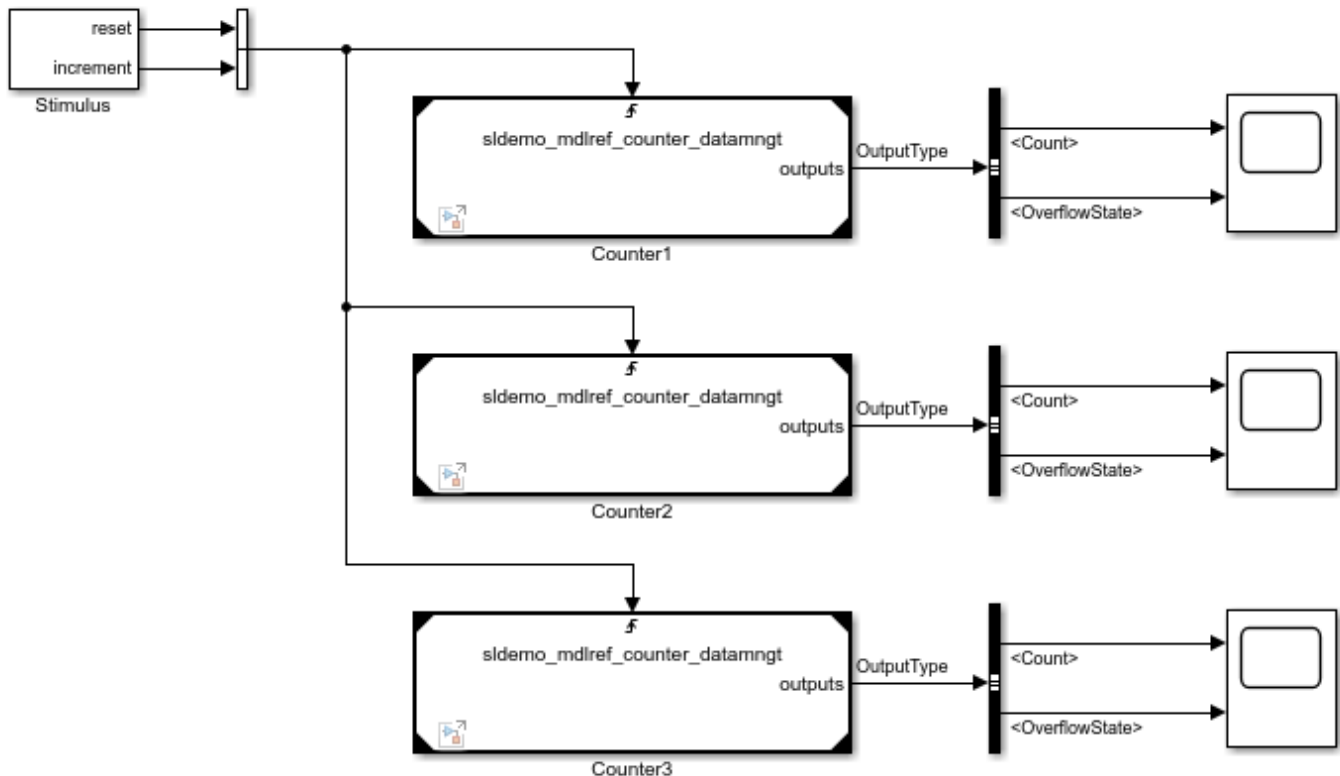 reset
increment
Stimulus
sldemo_mdlref_counter_datamngt
outputs
OutputType
<Count>
<OverflowState>
Counter1
sldemo_mdlref_counter_datamngt
outputs
OutputType
<Count>
<OverflowState>
Counter2
sldemo_mdlref_counter_datamngt
outputs
OutputType
<Count>
<OverflowState>
Counter3